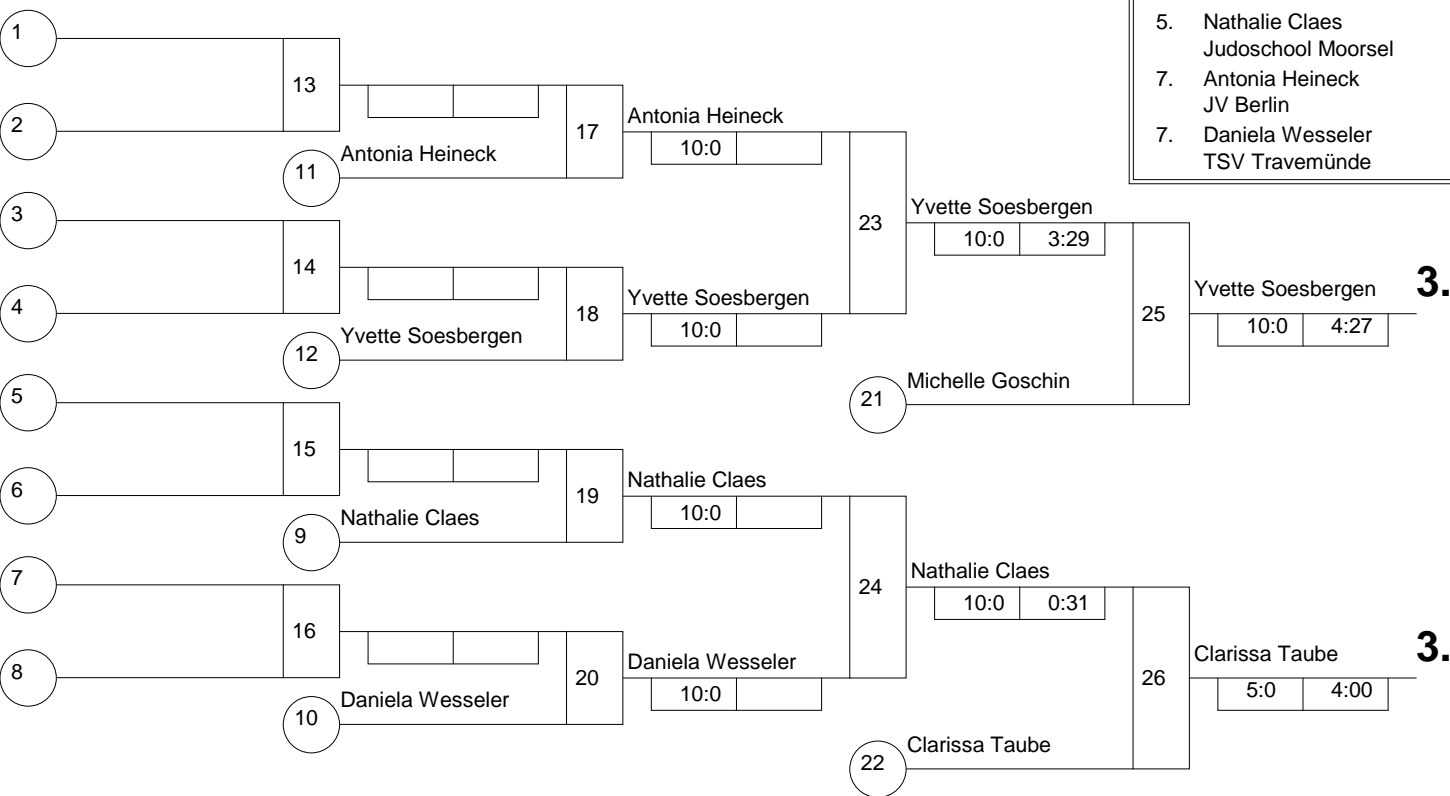 1
2
3
4
5
6
7
8
13
14
15
16
11
Antonia Heineck
12
Yvette Soesbergen
9
Nathalie Claes
10
Daniela Wesseler
17
18
19
20
Antonia Heineck
10:0
Yvette Soesbergen
10:0
Nathalie Claes
10:0
Daniela Wesseler
10:0
23
24
Yvette Soesbergen
10:0 3:29
21
Michelle Goschin
Nathalie Claes
10:0 0:31
22
Clarissa Taube
25
26
Yvette Soesbergen 3.
10:0 4:27
Clarissa Taube 3.
5:0 4:00
5. Nathalie Claes
Judoschool Moorsel
7. Antonia Heineck
JV Berlin
7. Daniela Wesseler
TSV Travemünde